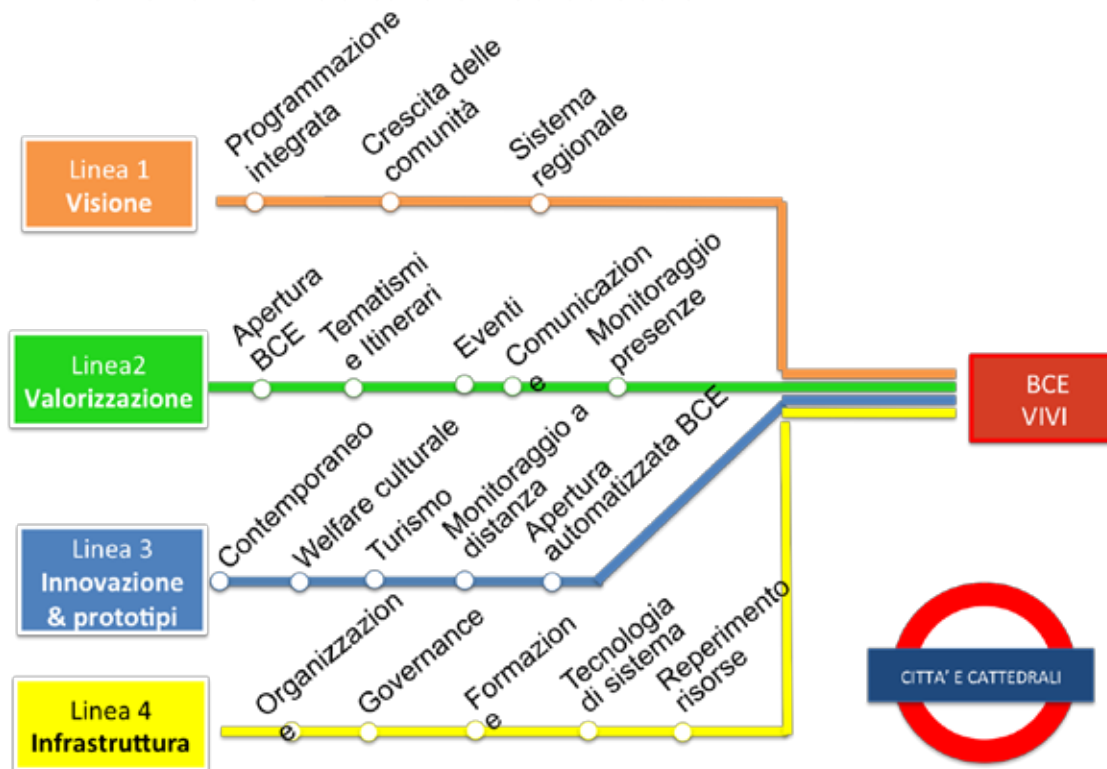 Linea 1
Visione
Programmazione
integrata
Crescita delle
comunità
Sistema
regionale
Linea2
Valorizzazione
Apertura
BCE
Tematismi
e Itinerari
Eventi
Comunicazion
e
Monitoraggio
presenze
BCE
VIVI
Linea 3
Innovazione
& prototipi
Contemporaneo
Welfare culturale
Turismo
Monitoraggio a
distanza
Apertura
automatizzata BCE
Linea 4
Infrastruttura
Organizzazion
e
Governance
Formazion
e
Tecnologia
di sistema
Reperimento
risorse
CITTA' E CATTEDRALI